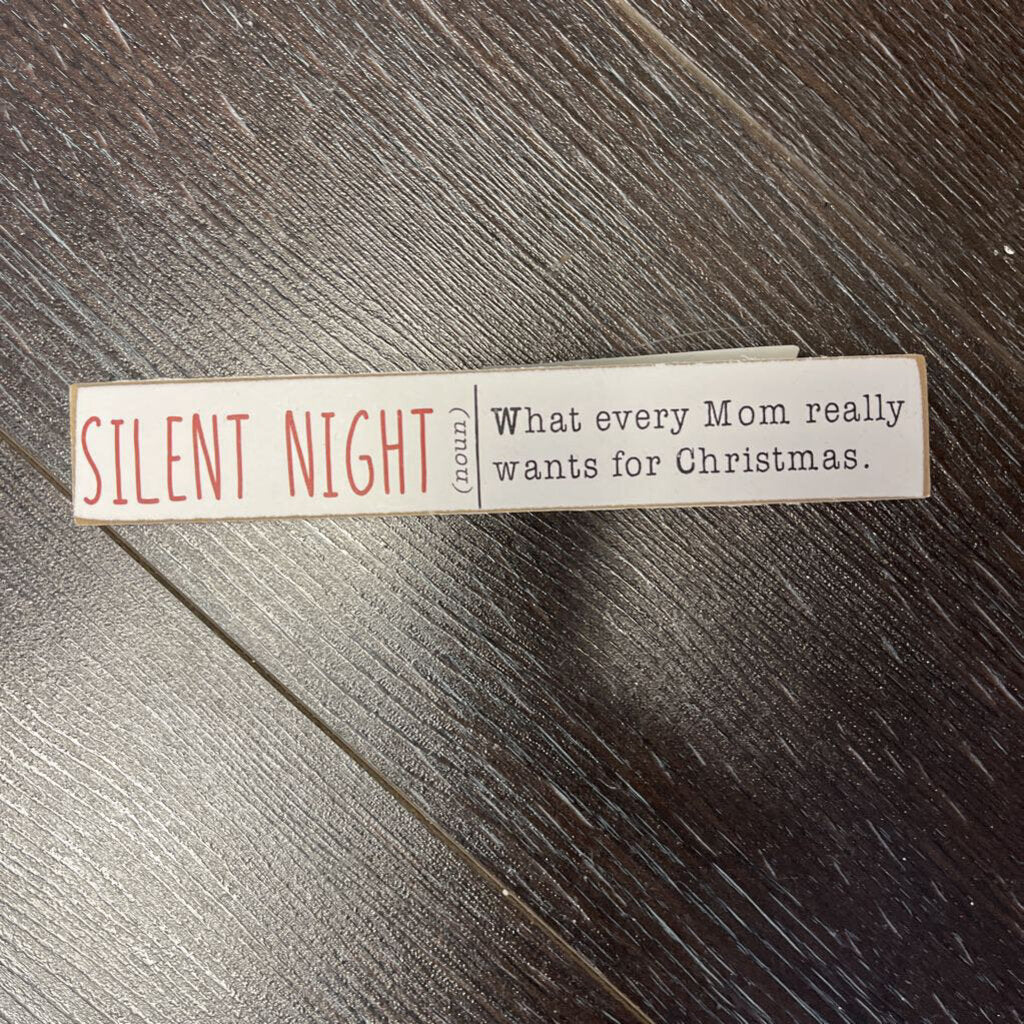 SILENT NIGHT
(noun)
What every Mom really
wants for Christmas.